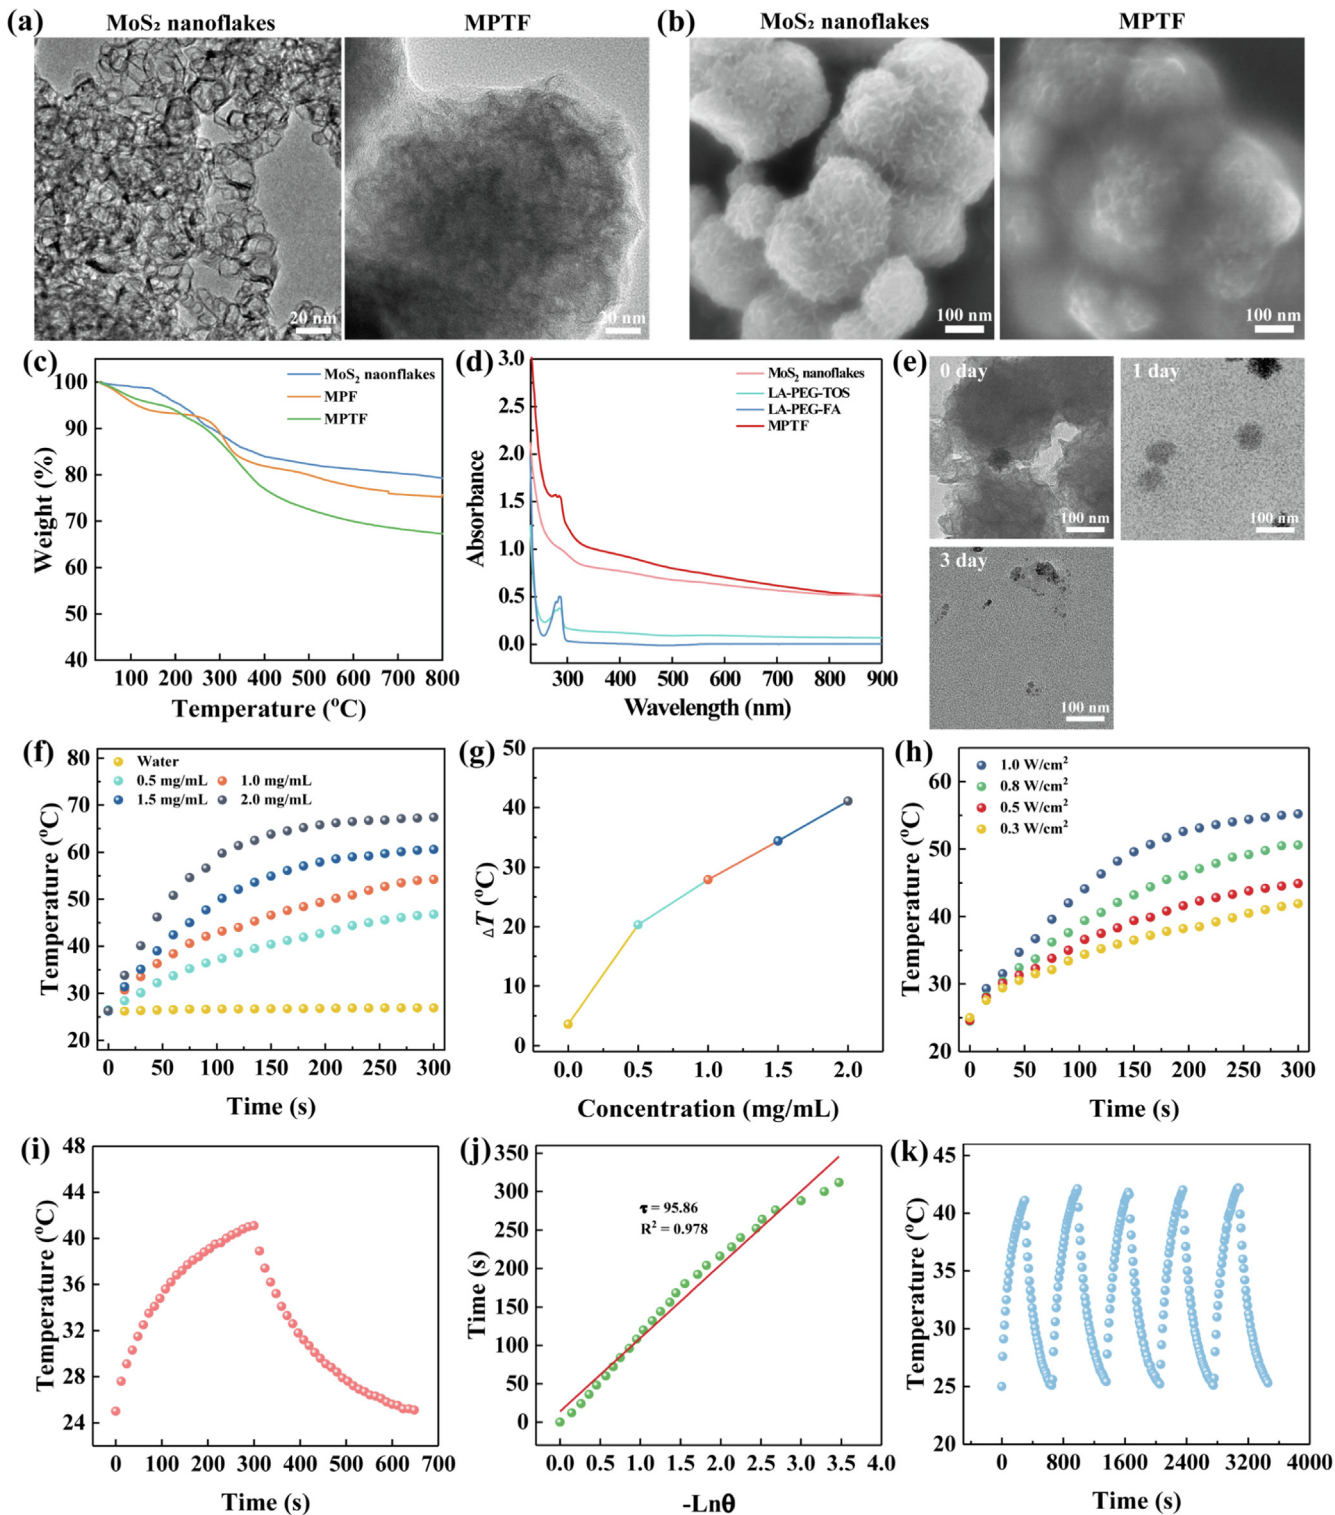 (a) MoS₂ nanoflakes MPTF
20 nm 20 nm
(b) MoS₂ nanoflakes MPTF
100 nm 100 nm
(c)
MoS₂ naonflakes
MPF
MPTF
100
90
80
70
60
50
40
Weight (%)
100 200 300 400 500 600 700 800
Temperature (°C)
(d)
MoS₂ nanoflakes
LA-PEG-TOS
LA-PEG-FA
MPTF
3.0
2.5
2.0
1.5
1.0
0.5
0.0
Absorbance
300 400 500 600 700 800 900
Wavelength (nm)
(e)
0 day
100 nm
1 day
100 nm
3 day
100 nm
(f)
Water
0.5 mg/mL 1.0 mg/mL
1.5 mg/mL 2.0 mg/mL
80
70
60
50
40
30
20
Temperature (°C)
0 50 100 150 200 250 300
Time (s)
(g)
50
40
30
20
10
0
△T (°C)
0.0 0.5 1.0 1.5 2.0
Concentration (mg/mL)
(h)
1.0 W/cm²
0.8 W/cm²
0.5 W/cm²
0.3 W/cm²
60
50
40
30
20
Temperature (°C)
0 50 100 150 200 250 300
Time (s)
(i)
48
44
40
36
32
28
24
Temperature (°C)
0 100 200 300 400 500 600 700
Time (s)
(j)
τ = 95.86
R² = 0.978
350
300
250
200
150
100
50
0
Time (s)
0.0 0.5 1.0 1.5 2.0 2.5 3.0 3.5 4.0
-Lnθ
(k)
45
40
35
30
25
20
Temperature (°C)
0 800 1600 2400 3200 4000
Time (s)